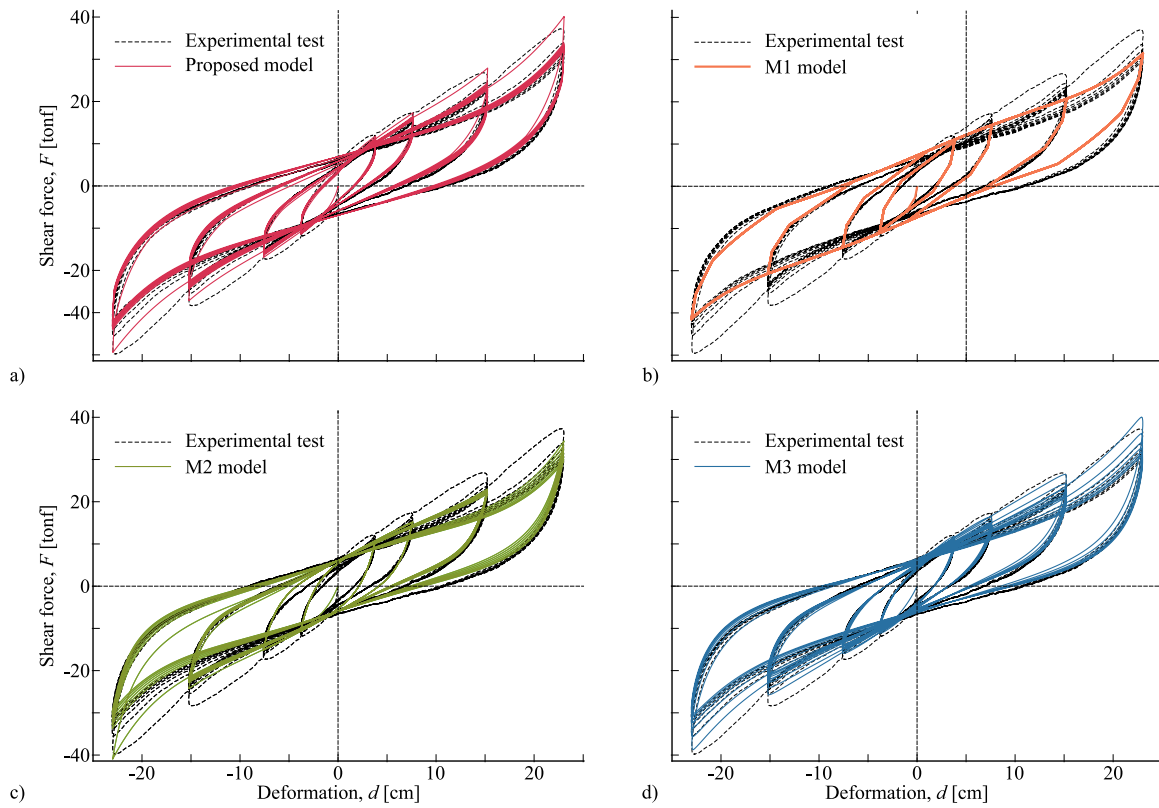 40
20
0
-20
-40
Shear force, F [tonf]
Experimental test
Proposed model
a)
Experimental test
M1 model
b)
40
20
0
-20
-40
Shear force, F [tonf]
Experimental test
M2 model
-20 -10 0 10 20
Deformation, d [cm]
c)
Experimental test
M3 model
-20 -10 0 10 20
Deformation, d [cm]
d)